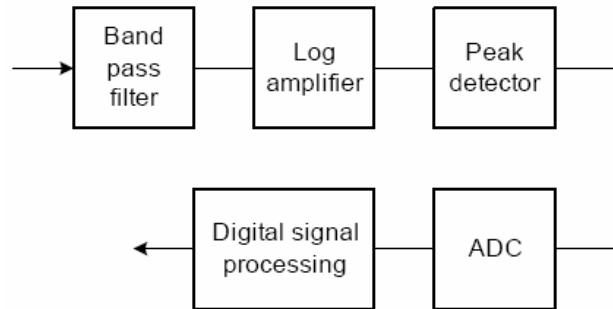 Band
pass
filter
Log
amplifier
Peak
detector
Digital signal
processing
ADC